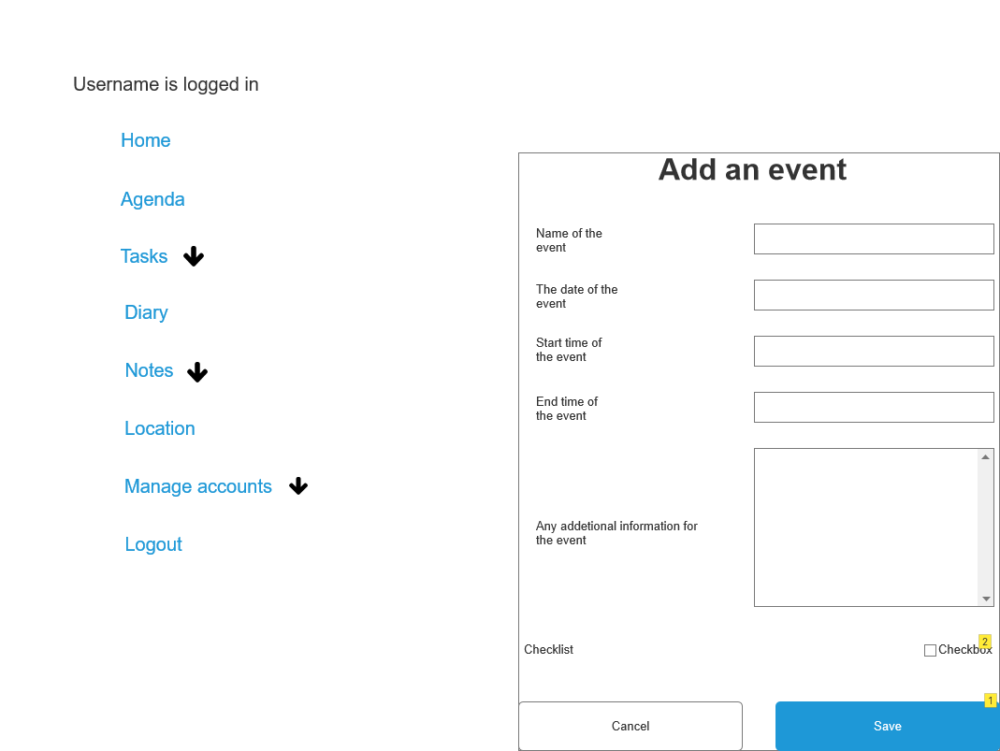 Username is logged in
Home
Agenda
Tasks
Diary
Notes
Location
Manage accounts
Logout
Add an event
Name of the
event
The date of the
event
Start time of
the event
End time of
the event
Any addetional information for
the event
Checklist
Checkbox
2
1
Cancel
Save